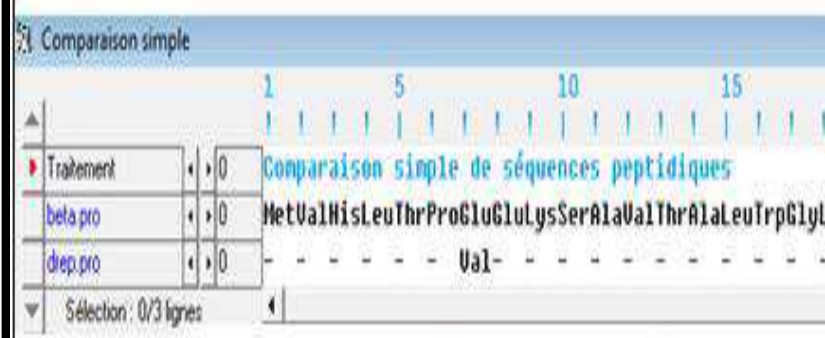 Comparaison simple
1 5 10 15
Traitement 0 Comparaison simple de séquences peptidiques
beta.pro 0 MetValHisLeuThrProGluGluLysSerAlaValThrAlaLeuTrpGlyL
drep.pro 0 - - - - - - Val- - - - - - - - - -
Sélection : 0/3 lignes